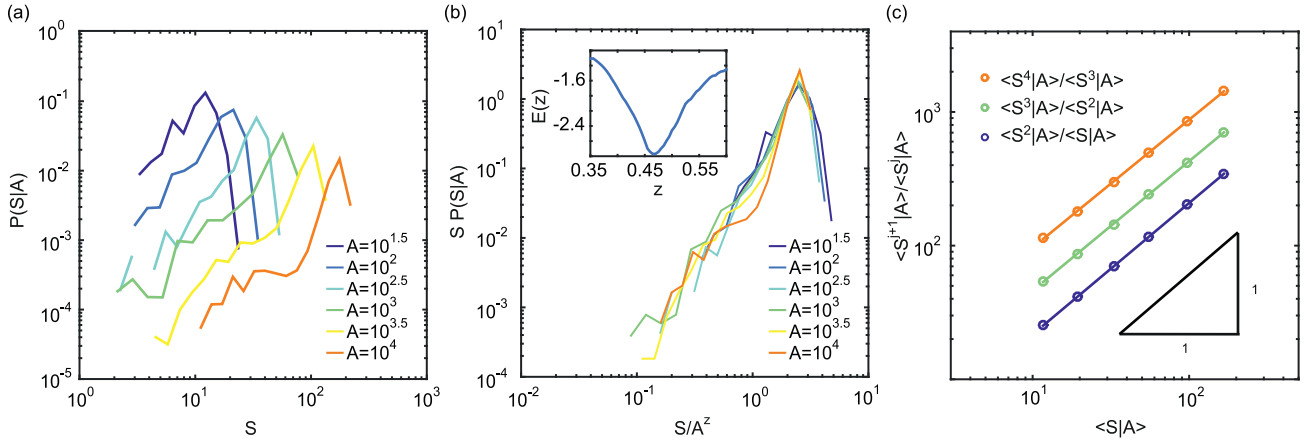 (a)
10^0
10^-1
10^-2
10^-3
10^-4
10^-5
P(S|A)
A=10^1.5
A=10^2
A=10^2.5
A=10^3
A=10^3.5
A=10^4
10^0 10^1 10^2 10^3
S
(b)
10^1
10^0
10^-1
10^-2
10^-3
10^-4
S P(S|A)
-1.6
-2.4
E(z)
0.35 0.45 0.55
z
A=10^1.5
A=10^2
A=10^2.5
A=10^3
A=10^3.5
A=10^4
10^-2 10^-1 10^0 10^1
S/A^z
(c)
<S^4|A>/<S^3|A>
<S^3|A>/<S^2|A>
<S^2|A>/<S|A>
10^3
10^2
<S^j+1|A>/<S^j|A>
1
1
10^1 10^2
<S|A>